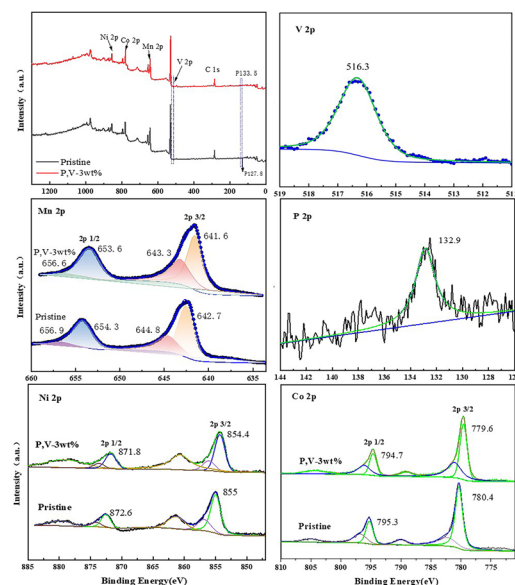 Ni 2p Co 2p
Mn 2p
V 2p
C 1s
P133.5
P127.8
Pristine
P,V-3wt%
Intensity (a.u.)
1200 1000 800 600 400 200 0
V 2p
516.3
519 518 517 516 515 514 513 512 51
Mn 2p
2p 3/2
2p 1/2
P,V-3wt%
653.6
656.6
643.3
641.6
Pristine
656.9
654.3
644.8
642.7
Intensity (a.u.)
660 655 650 645 640 635
P 2p
132.9
144 142 140 138 136 134 132 130 128 126
Ni 2p
2p 3/2
2p 1/2
P,V-3wt%
871.8
854.4
Pristine
872.6
855
Intensity (a.u.)
885 880 875 870 865 860 855 850
Binding Energy(eV)
Co 2p
2p 3/2
2p 1/2
P,V-3wt%
794.7
779.6
Pristine
795.3
780.4
810 800 790 780
Binding Energy(eV)